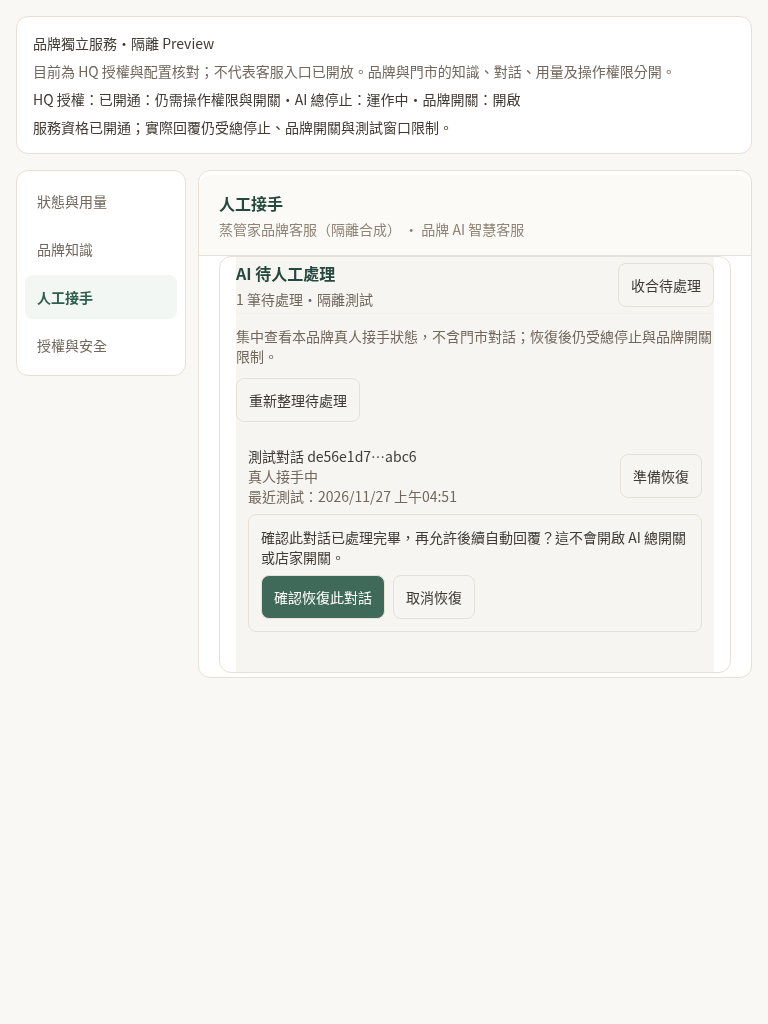 品牌獨立服務・隔離 Preview
目前為 HQ 授權與配置核對；不代表客服入口已開放。品牌與門市的知識、對話、用量及操作權限分開。
HQ 授權：已開通：仍需操作權限與開關・AI 總停止：運作中・品牌開關：開啟
服務資格已開通；實際回覆仍受總停止、品牌開關與測試窗口限制。
狀態與用量
品牌知識
人工接手
授權與安全
人工接手
蒸管家品牌客服（隔離合成） ・ 品牌 AI 智慧客服
AI 待人工處理
1 筆待處理・隔離測試
收合待處理
集中查看本品牌真人接手狀態，不含門市對話；恢復後仍受總停止與品牌開關
限制。
重新整理待處理
測試對話 de56e1d7…abc6
真人接手中
最近測試：2026/11/27 上午04:51
準備恢復
確認此對話已處理完畢，再允許後續自動回覆？這不會開啟 AI 總開關
或店家開關。
確認恢復此對話
取消恢復